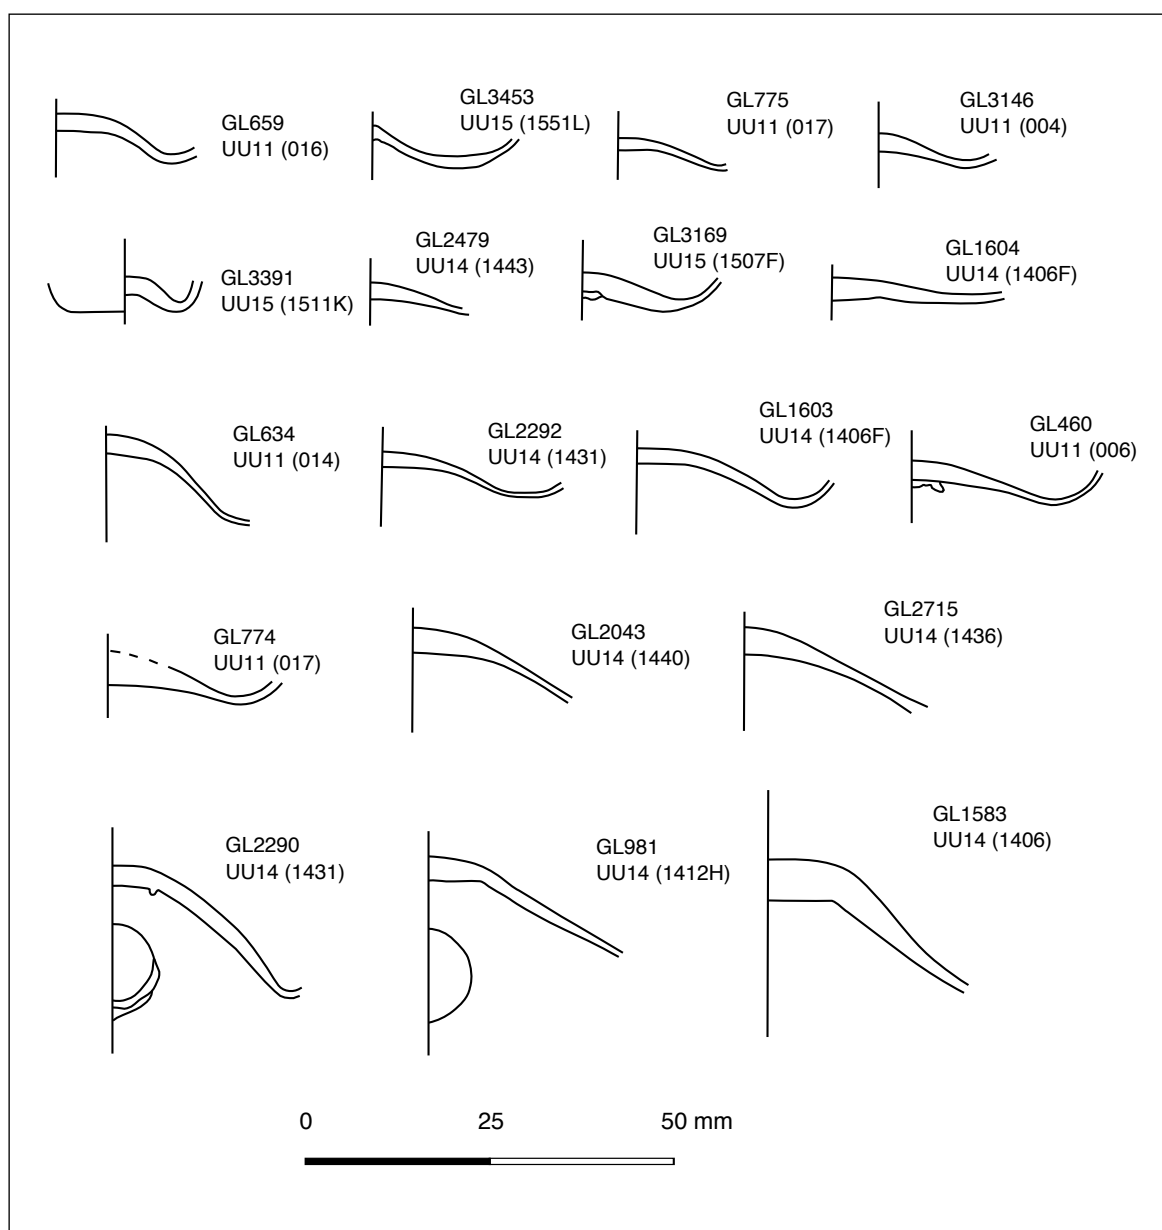 GL659
UU11 (016)
GL3453
UU15 (1551L)
GL775
UU11 (017)
GL3146
UU11 (004)
GL3391
UU15 (1511K)
GL2479
UU14 (1443)
GL3169
UU15 (1507F)
GL1604
UU14 (1406F)
GL634
UU11 (014)
GL2292
UU14 (1431)
GL1603
UU14 (1406F)
GL460
UU11 (006)
GL774
UU11 (017)
GL2043
UU14 (1440)
GL2715
UU14 (1436)
GL2290
UU14 (1431)
GL981
UU14 (1412H)
GL1583
UU14 (1406)
0 25 50 mm